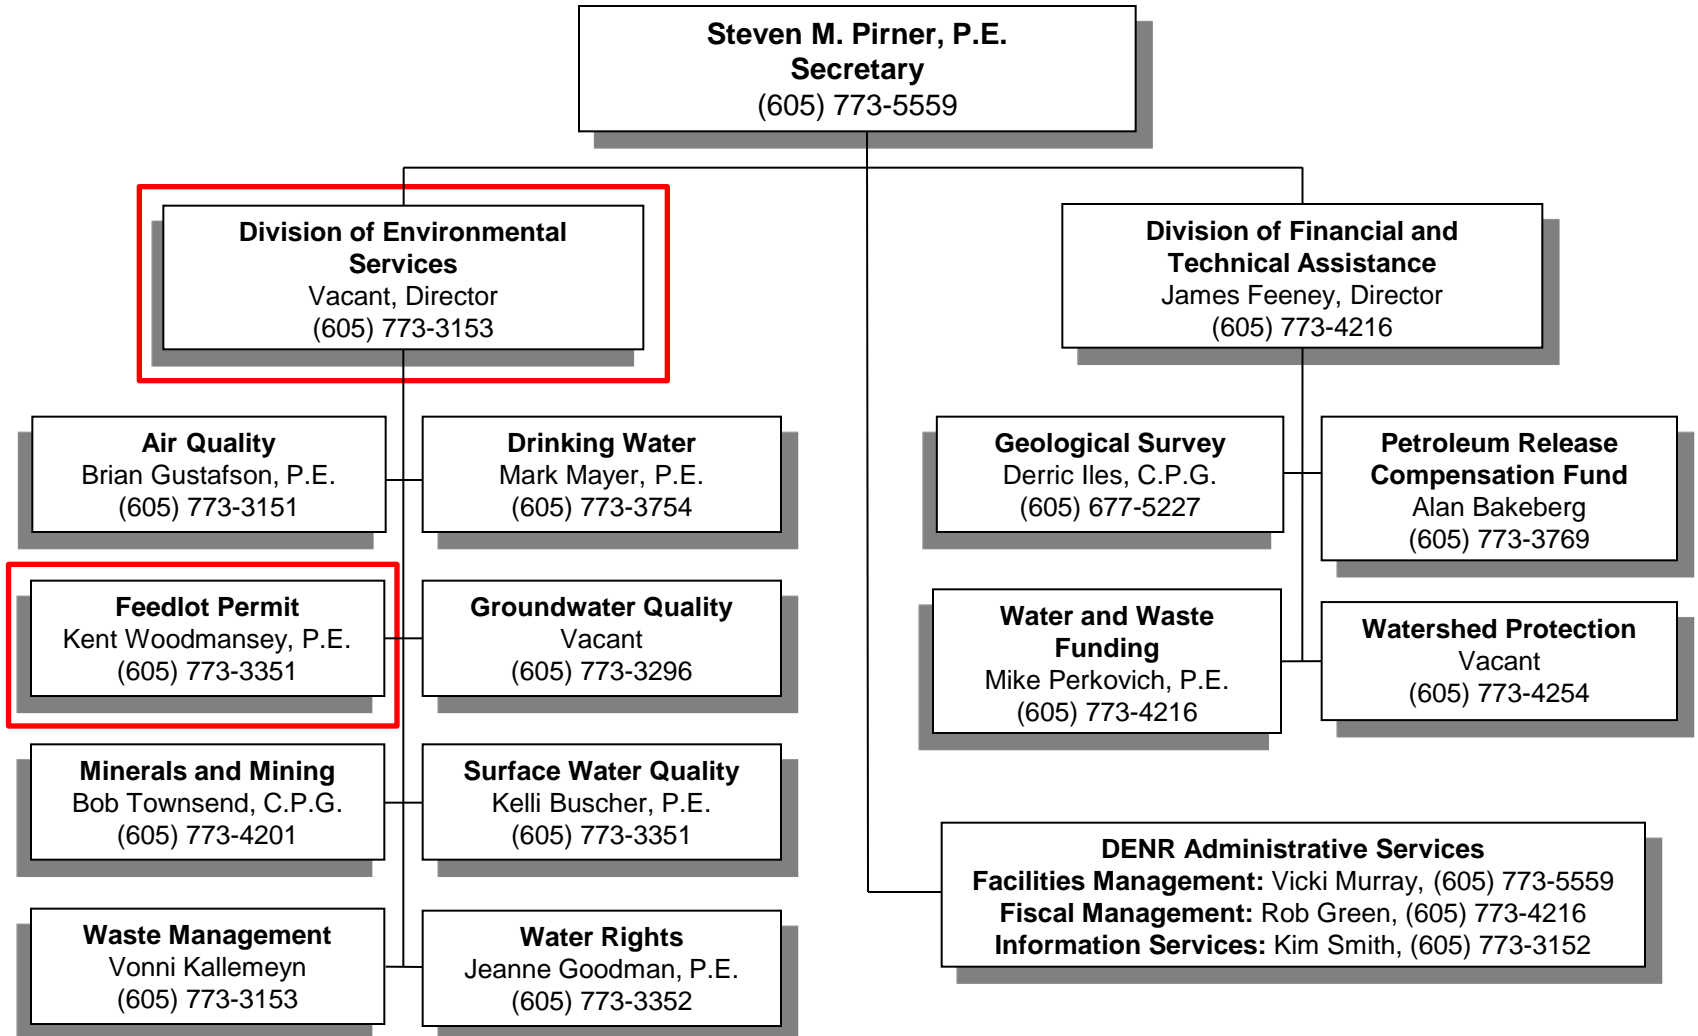 Steven M. Pirner, P.E.
Secretary
(605) 773-5559
Division of Environmental
Services
Vacant, Director
(605) 773-3153
Division of Financial and
Technical Assistance
James Feeney, Director
(605) 773-4216
Air Quality
Brian Gustafson, P.E.
(605) 773-3151
Drinking Water
Mark Mayer, P.E.
(605) 773-3754
Feedlot Permit
Kent Woodmansey, P.E.
(605) 773-3351
Groundwater Quality
Vacant
(605) 773-3296
Minerals and Mining
Bob Townsend, C.P.G.
(605) 773-4201
Surface Water Quality
Kelli Buscher, P.E.
(605) 773-3351
Waste Management
Vonni Kallemeyn
(605) 773-3153
Water Rights
Jeanne Goodman, P.E.
(605) 773-3352
Geological Survey
Derric Iles, C.P.G.
(605) 677-5227
Petroleum Release
Compensation Fund
Alan Bakeberg
(605) 773-3769
Water and Waste
Funding
Mike Perkovich, P.E.
(605) 773-4216
Watershed Protection
Vacant
(605) 773-4254
DENR Administrative Services
Facilities Management: Vicki Murray, (605) 773-5559
Fiscal Management: Rob Green, (605) 773-4216
Information Services: Kim Smith, (605) 773-3152